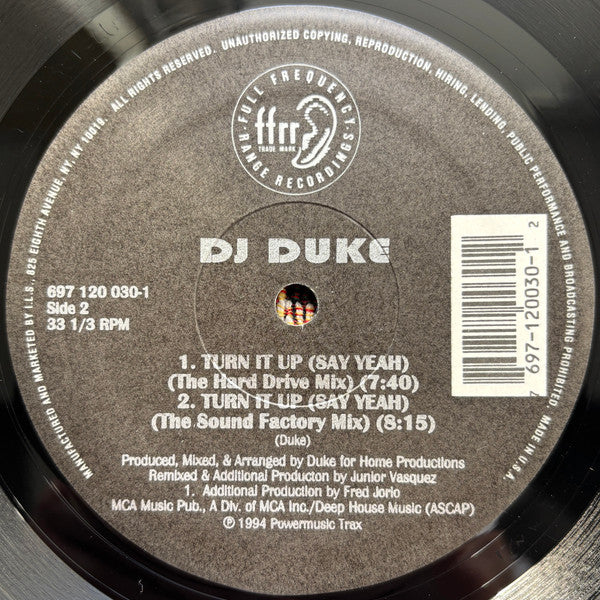 ALL RIGHTS RESERVED. UNAUTHORIZED COPYING, REPRODUCTION, HIRING, LENDING, PUBLIC PERFORMANCE AND BROADCASTING PROHIBITED. MADE IN U.S.A.
MANUFACTURED AND MARKETED BY I.L.S., 825 EIGHTH AVENUE, NY, NY 10019.
FULL FREQUENCY
ffrr
TRADE MARK
RANGE RECORDINGS
DJ DUKE
697 120 030-1
Side 2
33 1/3 RPM
7 697-120030-1 2
1. TURN IT UP (SAY YEAH)
(The Hard Drive Mix) (7:40)
2. TURN IT UP (SAY YEAH)
(The Sound Factory Mix) (8:15)
(Duke)
Produced, Mixed, & Arranged by Duke for Home Productions
Remixed & Additional Producton by Junior Vasquez
1. Additional Production by Fred Jorio
MCA Music Pub., A Div. of MCA Inc./Deep House Music (ASCAP)
℗ 1994 Powermusic Trax